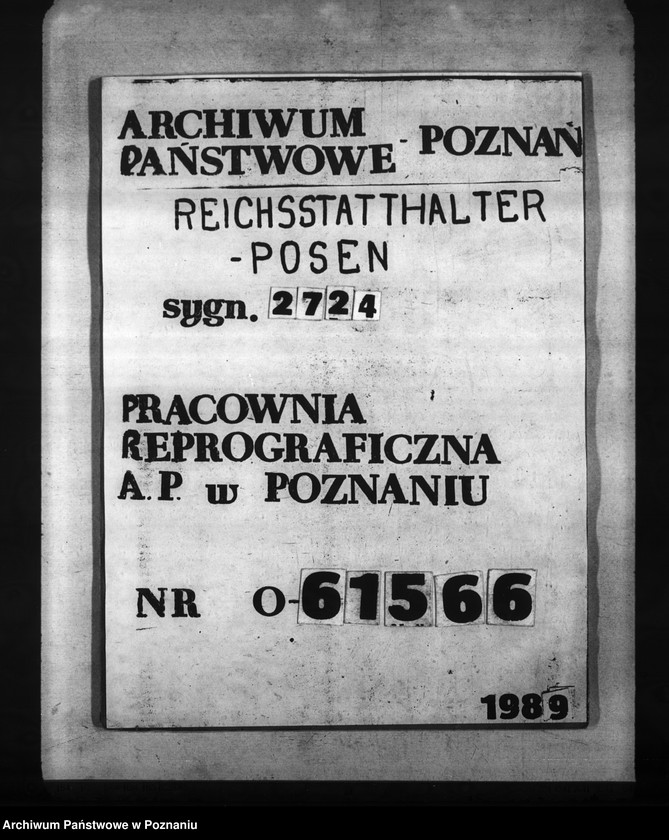 ARCHIWUM
PAŃSTWOWE - POZNAŃ
REICHSSTATTHALTER
-POSEN
sygn. 2724
PRACOWNIA
REPROGRAFICZNA
A. P. w POZNANIU
NR O-61566
1989
Archiwum Państwowe w Poznaniu